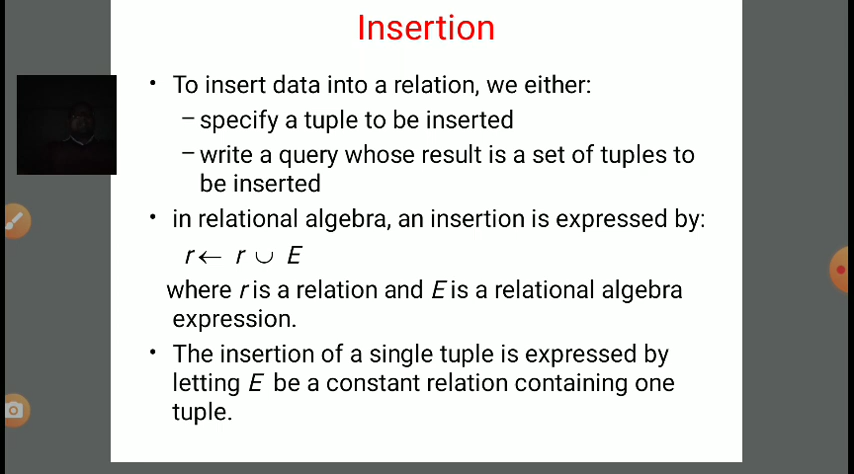 Insertion
• To insert data into a relation, we either:
– specify a tuple to be inserted
– write a query whose result is a set of tuples to
be inserted
• in relational algebra, an insertion is expressed by:
r ← r ∪ E
where r is a relation and E is a relational algebra
expression.
• The insertion of a single tuple is expressed by
letting E be a constant relation containing one
tuple.